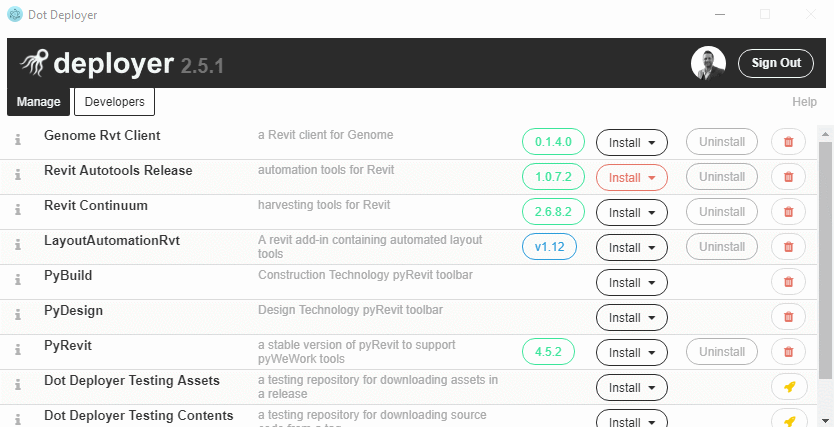 Dot Deployer
deployer 2.5.1
Sign Out
Manage
Developers
Help
Genome Rvt Client
a Revit client for Genome
0.1.4.0
Install
Uninstall
Revit Autotools Release
automation tools for Revit
1.0.7.2
Install
Uninstall
Revit Continuum
harvesting tools for Revit
2.6.8.2
Install
Uninstall
LayoutAutomationRvt
A revit add-in containing automated layout
tools
v1.12
Install
Uninstall
PyBuild
Construction Technology pyRevit toolbar
Install
PyDesign
Design Technology pyRevit toolbar
Install
PyRevit
a stable version of pyRevit to support
pyWeWork tools
4.5.2
Install
Uninstall
Dot Deployer Testing Assets
a testing repository for downloading assets in
a release
Install
Dot Deployer Testing Contents
a testing repository for downloading source
code from a tag
Install